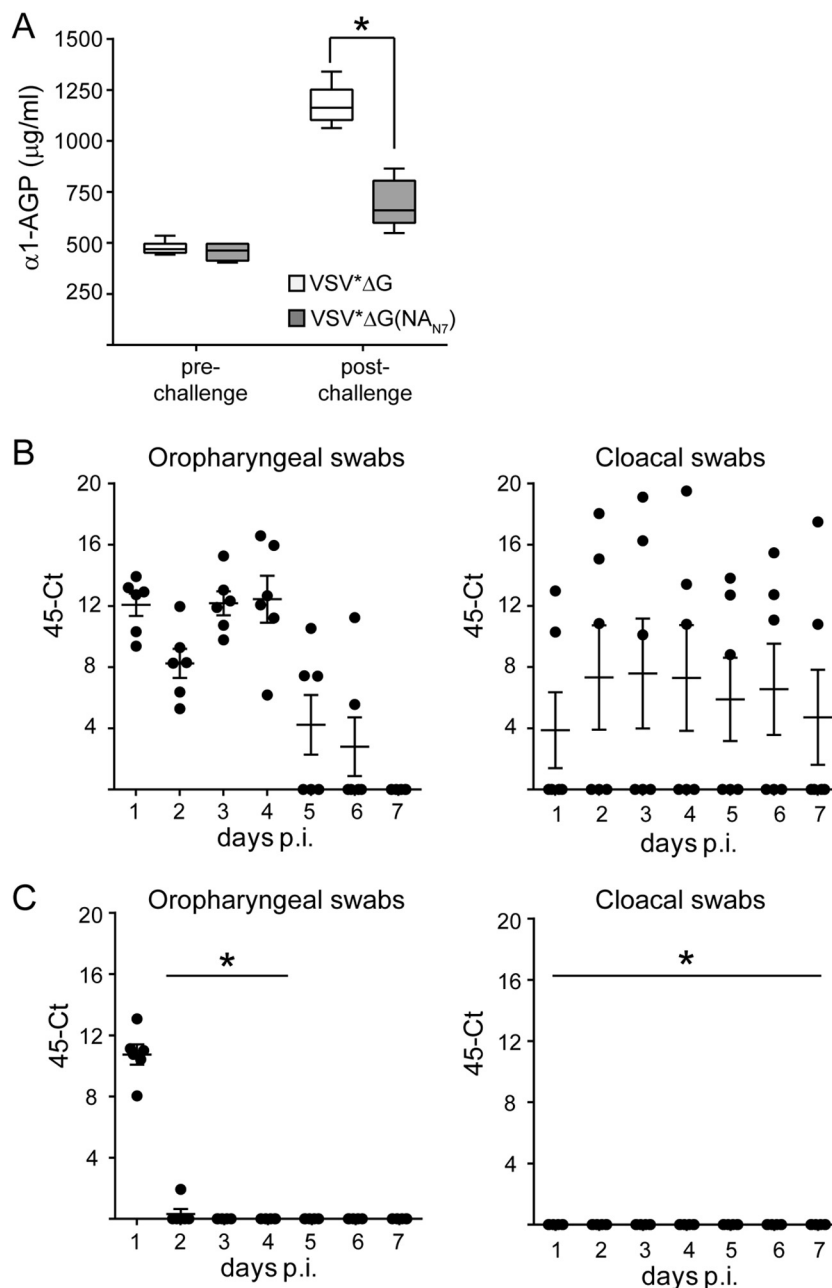 A
1500
1250
1000
750
500
250
α1-AGP (μg/ml)
*
VSV*ΔG
VSV*ΔG(NA_N7)
pre-
challenge
post-
challenge
B
Oropharyngeal swabs
20
16
12
8
4
45-Ct
1 2 3 4 5 6 7
days p.i.
Cloacal swabs
20
16
12
8
4
45-Ct
1 2 3 4 5 6 7
days p.i.
C
Oropharyngeal swabs
20
16
12
8
4
45-Ct
*
1 2 3 4 5 6 7
days p.i.
Cloacal swabs
20
16
12
8
4
45-Ct
*
1 2 3 4 5 6 7
days p.i.